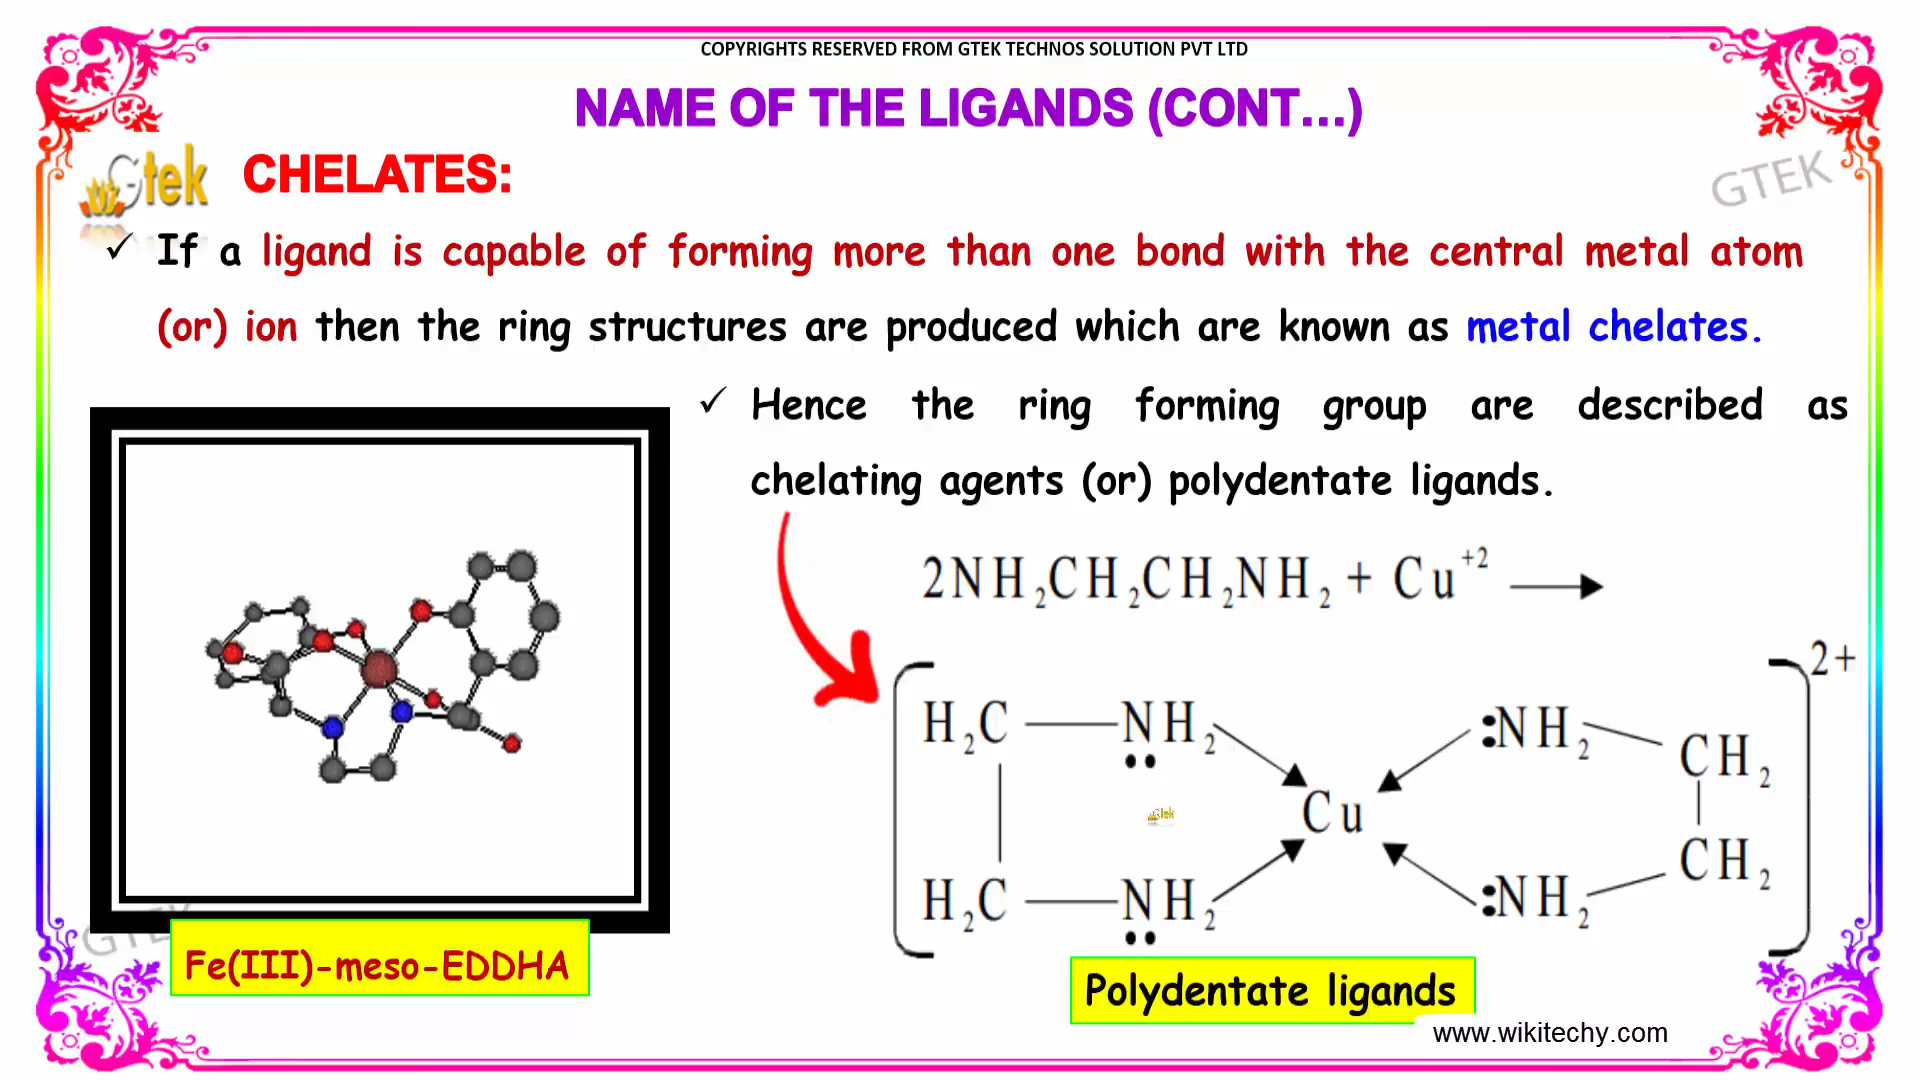 COPYRIGHTS RESERVED FROM GTEK TECHNOS SOLUTION PVT LTD
NAME OF THE LIGANDS (CONT...)
Gtek
CHELATES:
GTEK
✓ If a ligand is capable of forming more than one bond with the central metal atom
(or) ion then the ring structures are produced which are known as metal chelates.
✓ Hence the ring forming group are described as
chelating agents (or) polydentate ligands.
2NH₂CH₂CH₂NH₂ + Cu⁺² ⟶
2+
H₂C NH₂ :NH₂ CH₂
Gtek
Cu
H₂C NH₂ :NH₂ CH₂
GTEK
Fe(III)-meso-EDDHA
Polydentate ligands
www.wikitechy.com